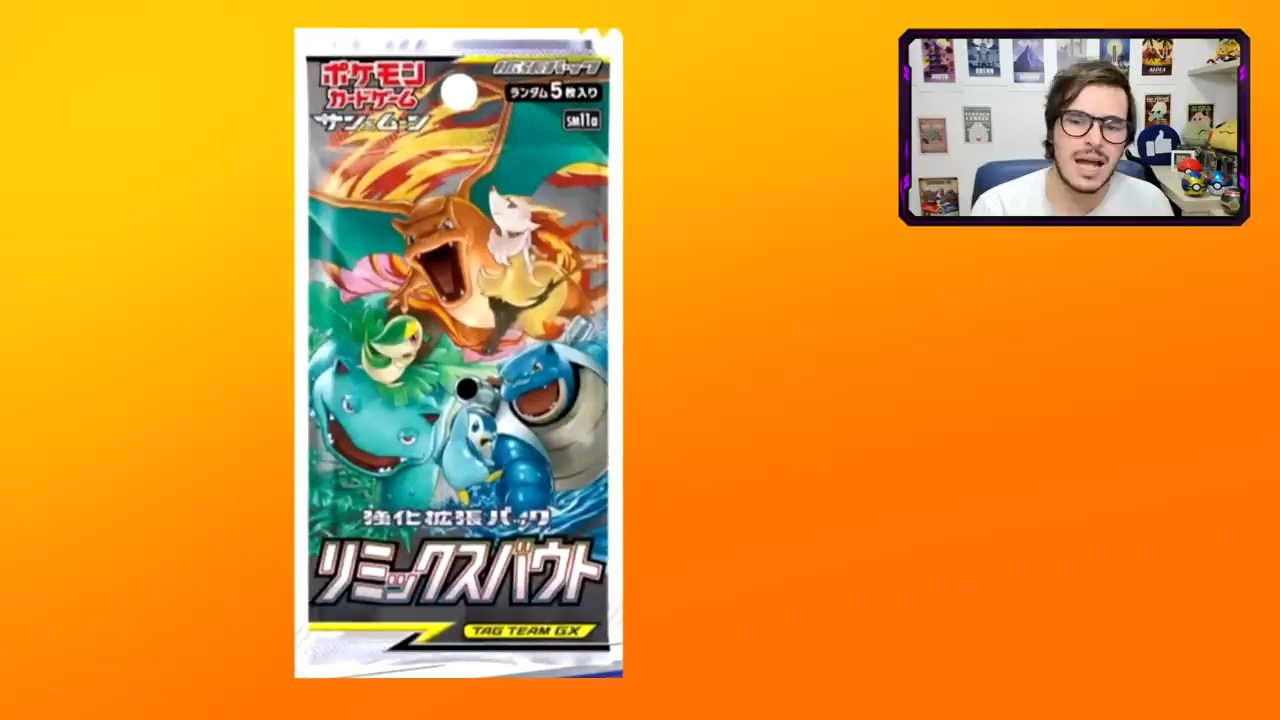 ポケモン
カードゲーム
サン&ムーン
拡張パック
ランダム5枚入り
SM11a
強化拡張パック
リミックスバウト
TAG TEAM GX
ALOLA